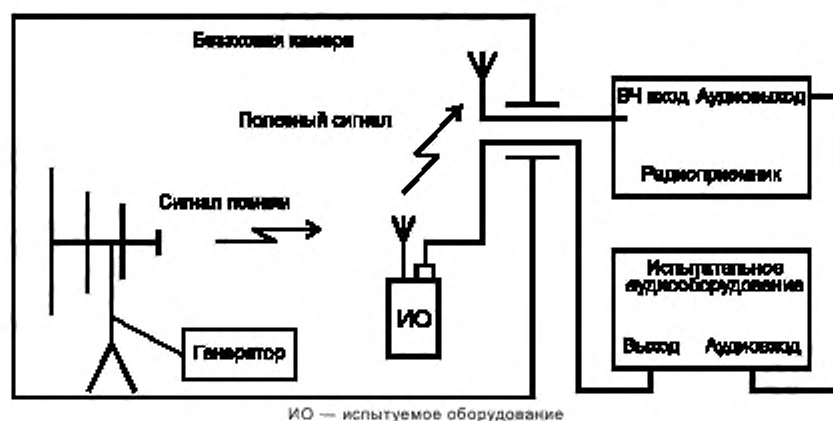 Безэховая камера
Полезный сигнал
Сигнал помехи
ИО
Генератор
ВЧ вход Аудиовыход
Радиоприемник
Испытательное
аудиооборудование
Выход Аудиовход
ИО — испытуемое оборудование